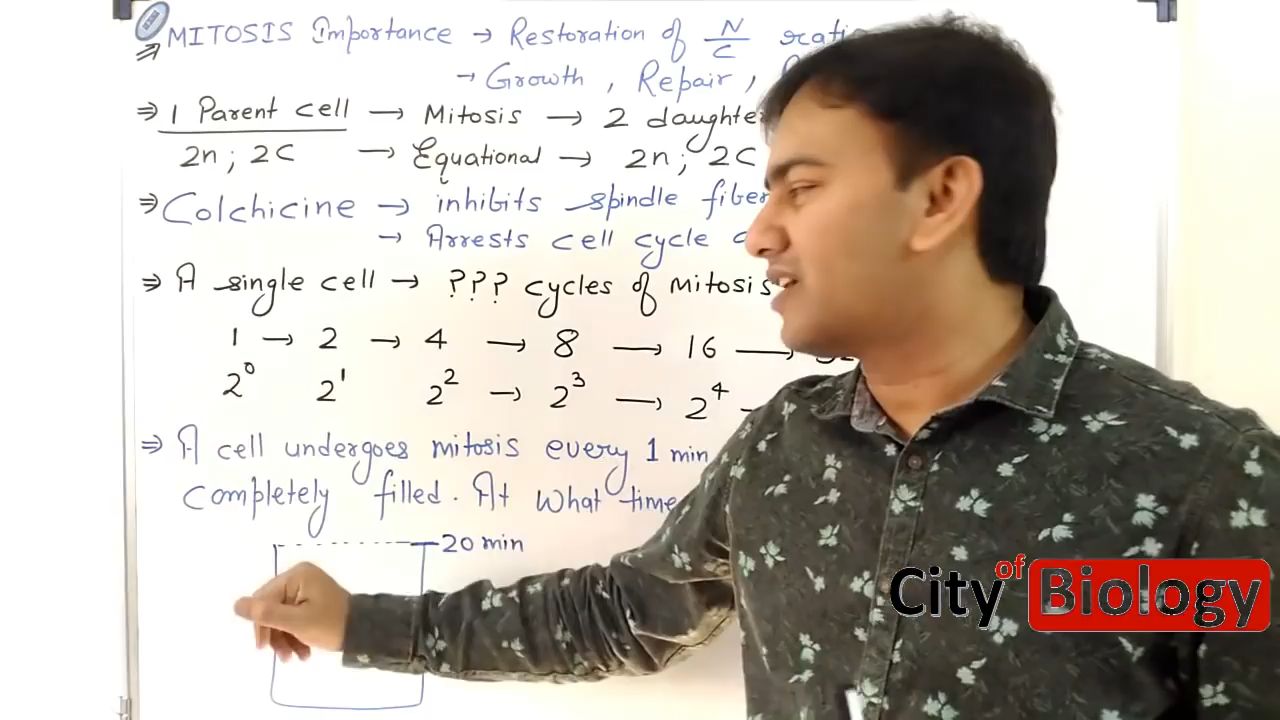 ⇒ MITOSIS Importance → Restoration of N/C
→ Growth, Repair,
⇒ 1 Parent cell → Mitosis → 2 daughte
2n; 2C → Equational → 2n; 2C
⇒ Colchicine → inhibits spindle fiber
→ Arrests cell cycle
⇒ A single cell → ??? cycles of mitosis
1 → 2 → 4 → 8 → 16 →
2⁰ 2¹ 2² → 2³ → 2⁴
⇒ A cell undergoes mitosis every 1 min
completely filled. At what time
20 min
City of Biology